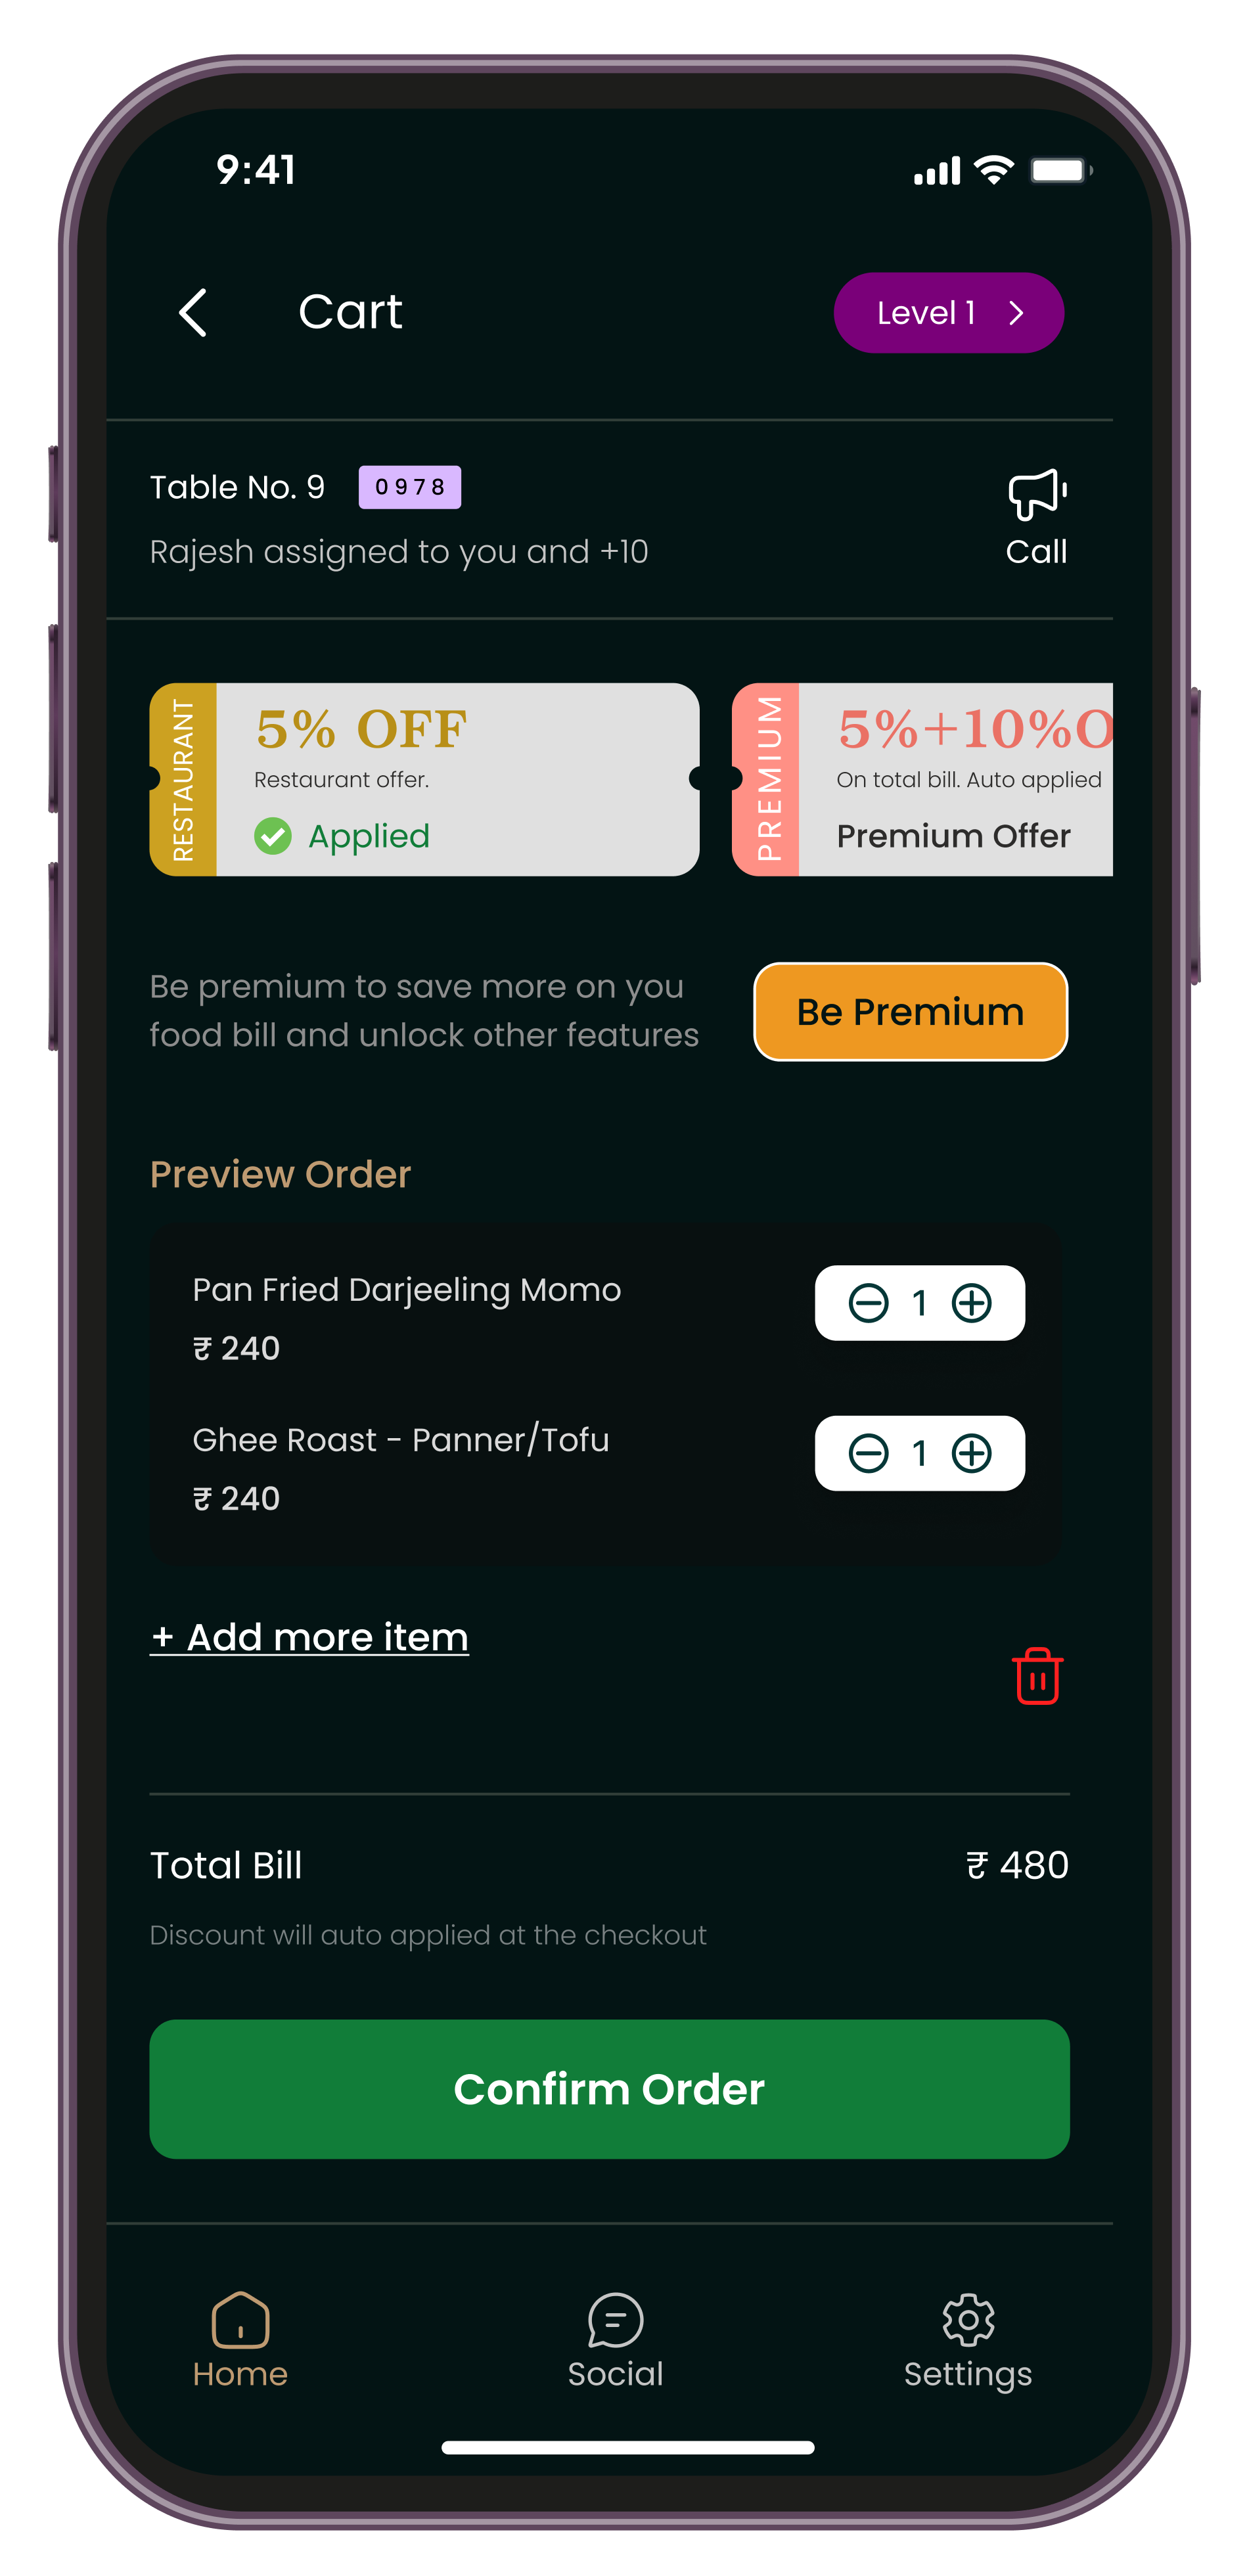 9:41
Cart
Level 1
Table No. 9
0978
Rajesh assigned to you and +10
Call
RESTAURANT
5% OFF
Restaurant offer.
Applied
PREMIUM
5%+10%O
On total bill. Auto applied
Premium Offer
Be premium to save more on you
food bill and unlock other features
Be Premium
Preview Order
Pan Fried Darjeeling Momo
1
₹ 240
Ghee Roast - Panner/Tofu
1
₹ 240
+ Add more item
Total Bill
₹ 480
Discount will auto applied at the checkout
Confirm Order
Home
Social
Settings